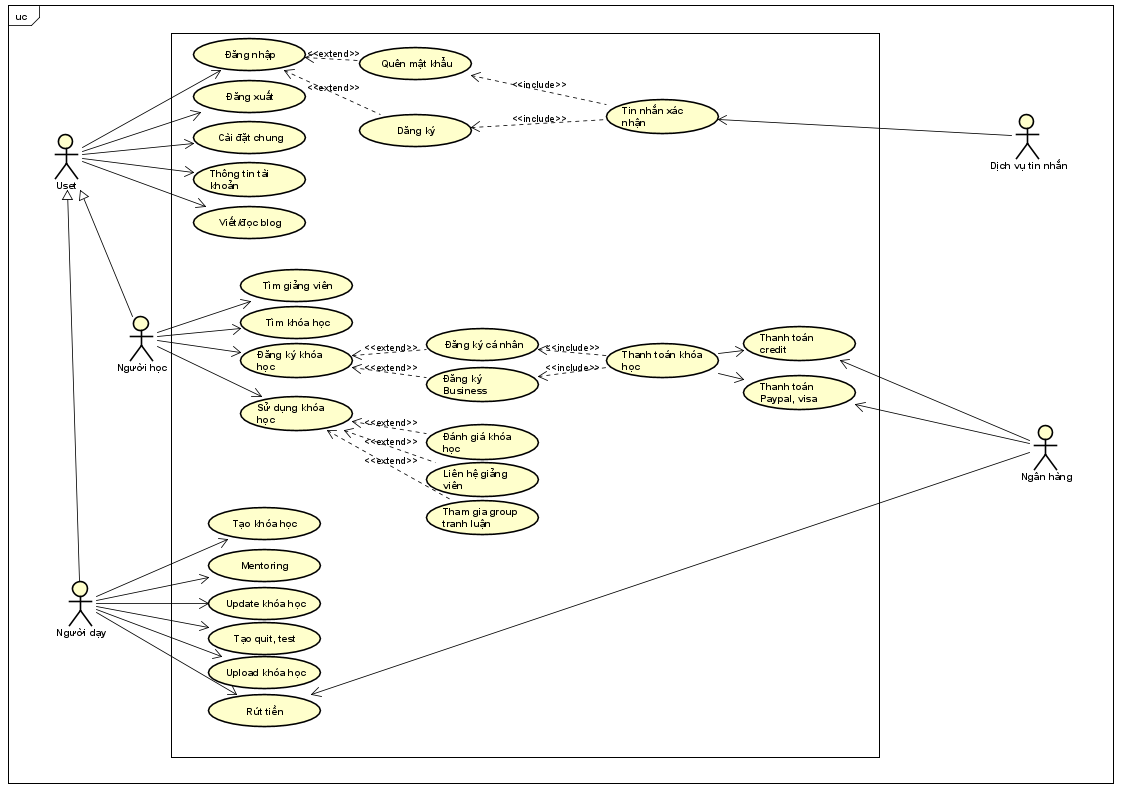 uc
Đăng nhập
<<extend>>
Quên mật khẩu
<<include>>
Đăng xuất
<<extend>>
Tin nhắn xác
nhận
<<include>>
Dăng ký
Cài đặt chung
Dịch vụ tin nhắn
Uset
Thông tin tài
khoản
Viết/đọc blog
Tìm giảng viên
Tìm khóa học
Người học
Đăng ký khóa
học
<<extend>>
<<extend>>
Đăng ký cá nhân
Đăng ký
Business
<<include>>
<<include>>
Thanh toán khóa
học
Thanh toán
credit
Thanh toán
Paypal, visa
Sử dụng khóa
học
<<extend>>
<<extend>>
<<extend>>
Đánh giá khóa
học
Liên hệ giảng
viên
Tham gia group
tranh luận
Ngân hàng
Tạo khóa học
Mentoring
Update khóa học
Người dạy
Tạo quit, test
Upload khóa học
Rút tiền